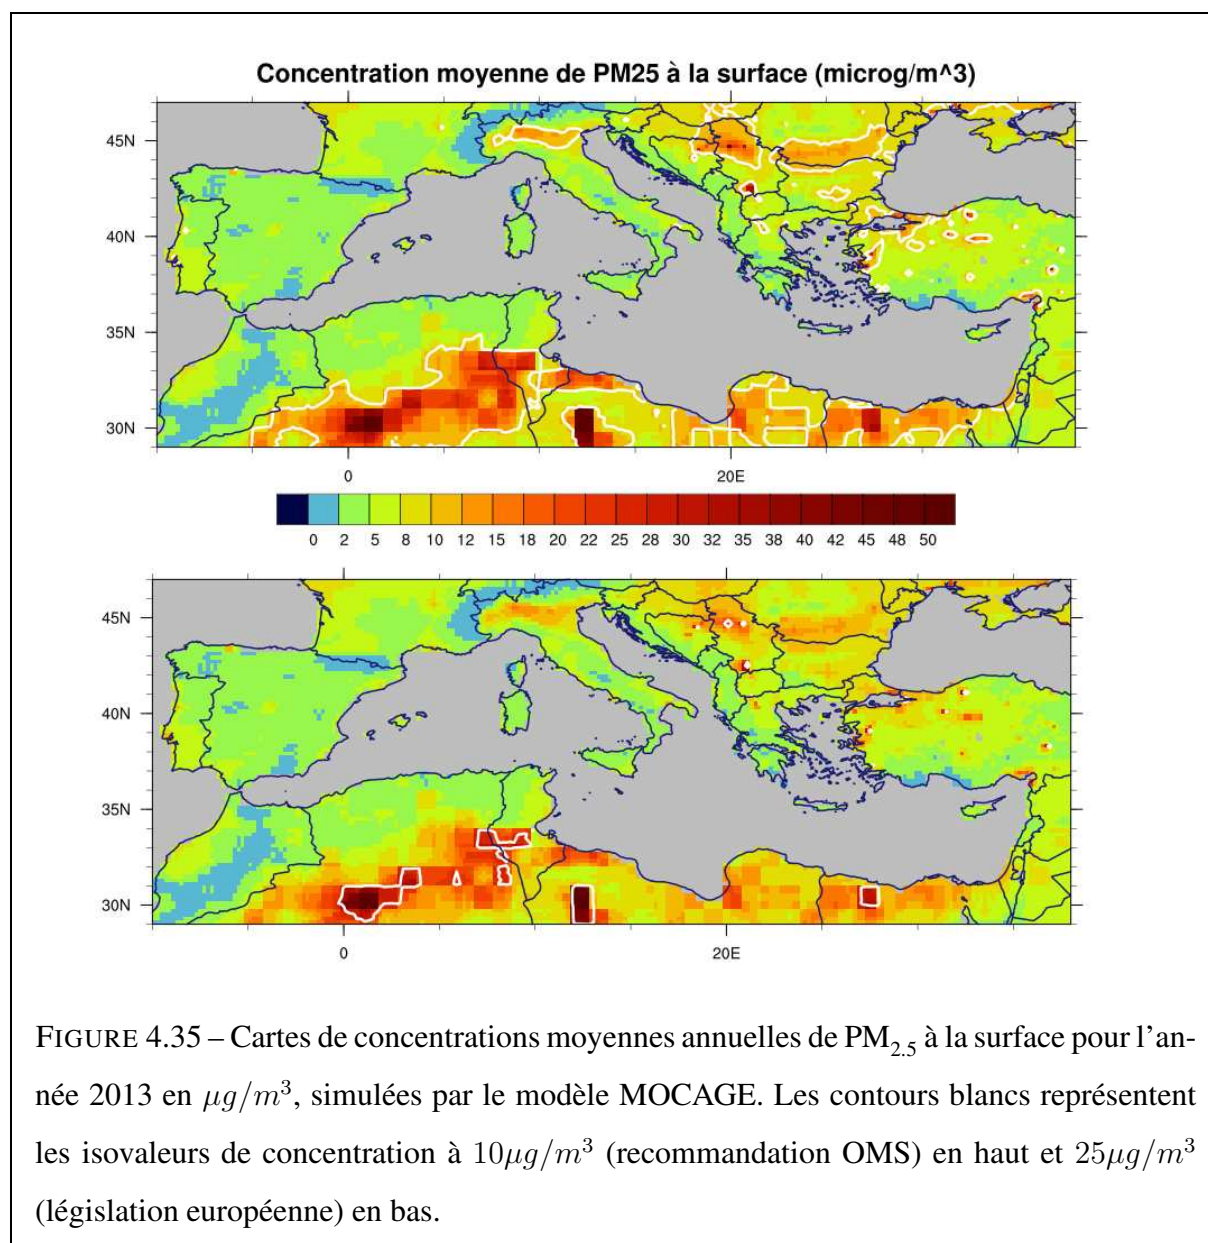 Concentration moyenne de PM25 à la surface (microg/m^3)
45N
40N
35N
30N
0 20E
0 2 5 8 10 12 15 18 20 22 25 28 30 32 35 38 40 42 45 48 50
45N
40N
35N
30N
0 20E
FIGURE 4.35 – Cartes de concentrations moyennes annuelles de PM2.5 à la surface pour l'an-
née 2013 en μg/m³, simulées par le modèle MOCAGE. Les contours blancs représentent
les isovaleurs de concentration à 10μg/m³ (recommandation OMS) en haut et 25μg/m³
(législation européenne) en bas.